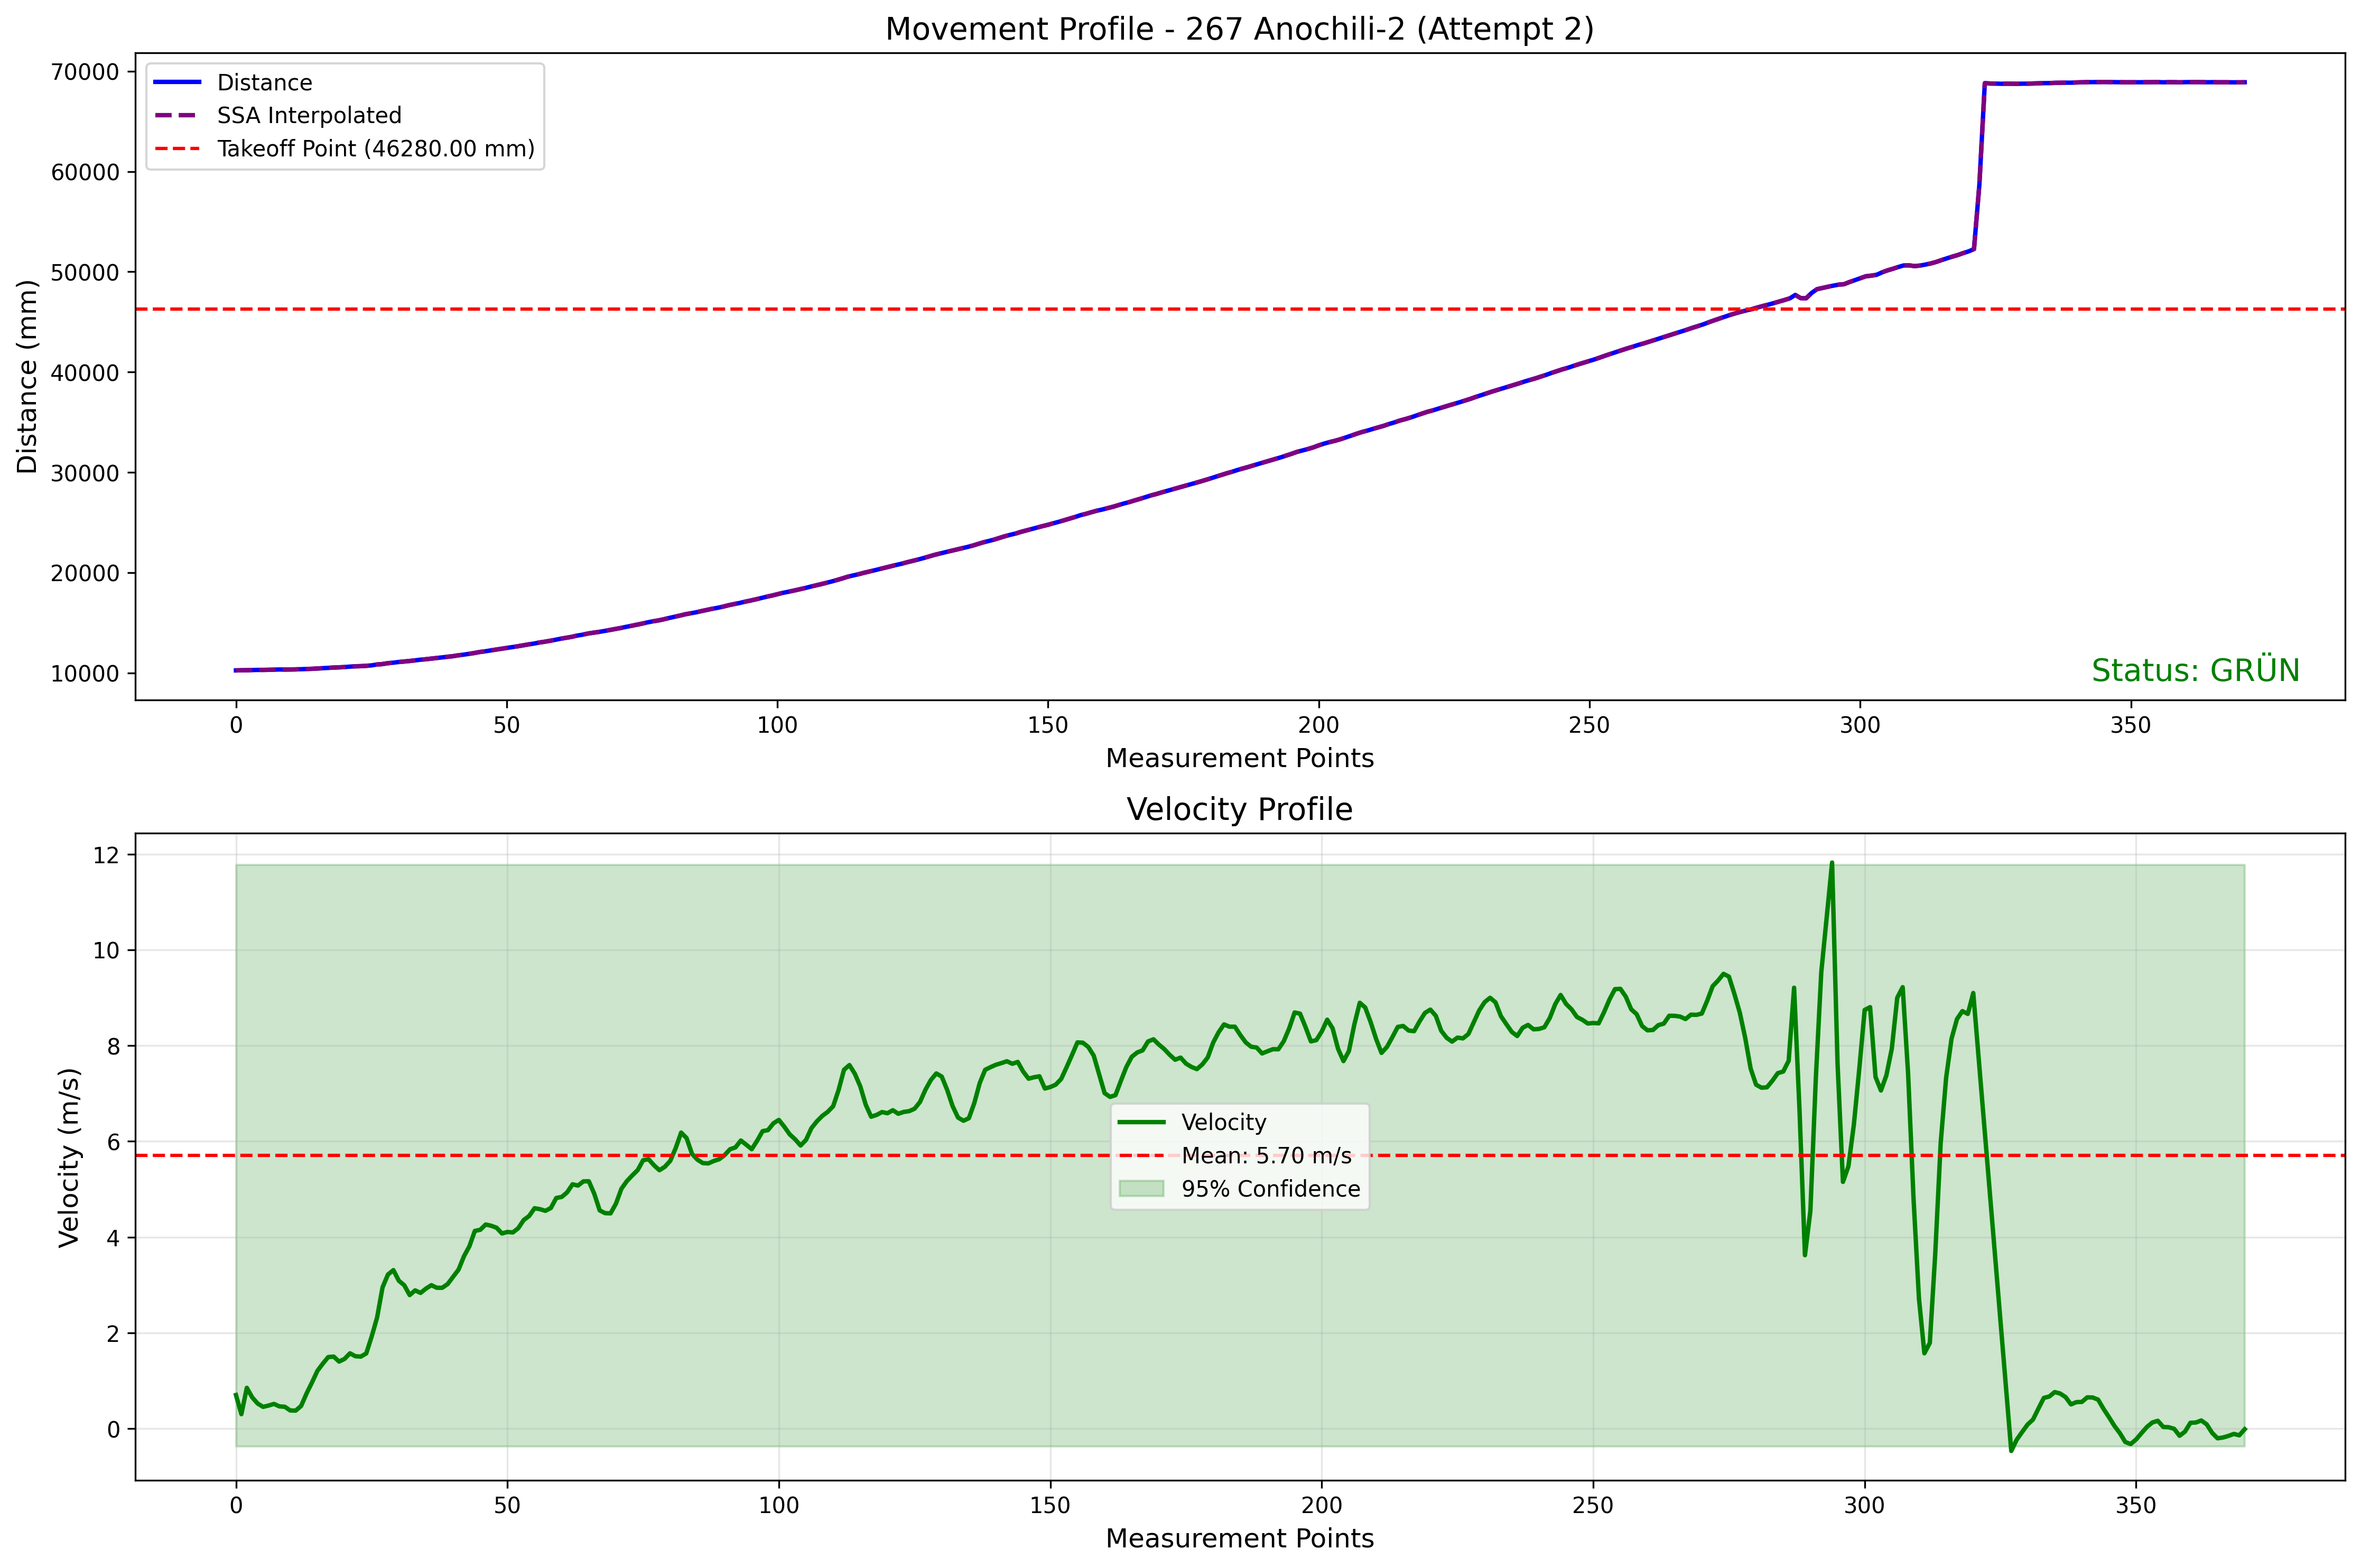 Movement Profile - 267 Anochili-2 (Attempt 2)
Distance (mm)
70000
60000
50000
40000
30000
20000
10000
Distance
SSA Interpolated
Takeoff Point (46280.00 mm)
Status: GRÜN
0 50 100 150 200 250 300 350
Measurement Points
Velocity Profile
Velocity (m/s)
12
10
8
6
4
2
0
Velocity
Mean: 5.70 m/s
95% Confidence
0 50 100 150 200 250 300 350
Measurement Points